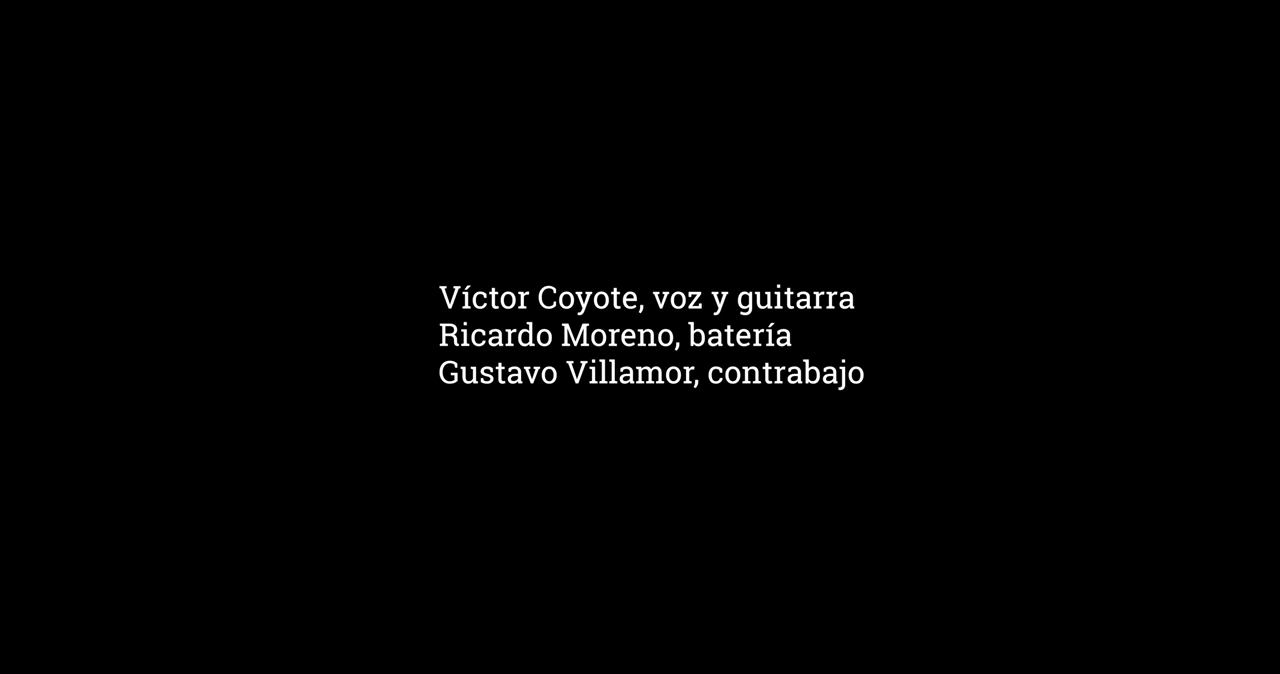 Víctor Coyote, voz y guitarra
Ricardo Moreno, batería
Gustavo Villamor, contrabajo